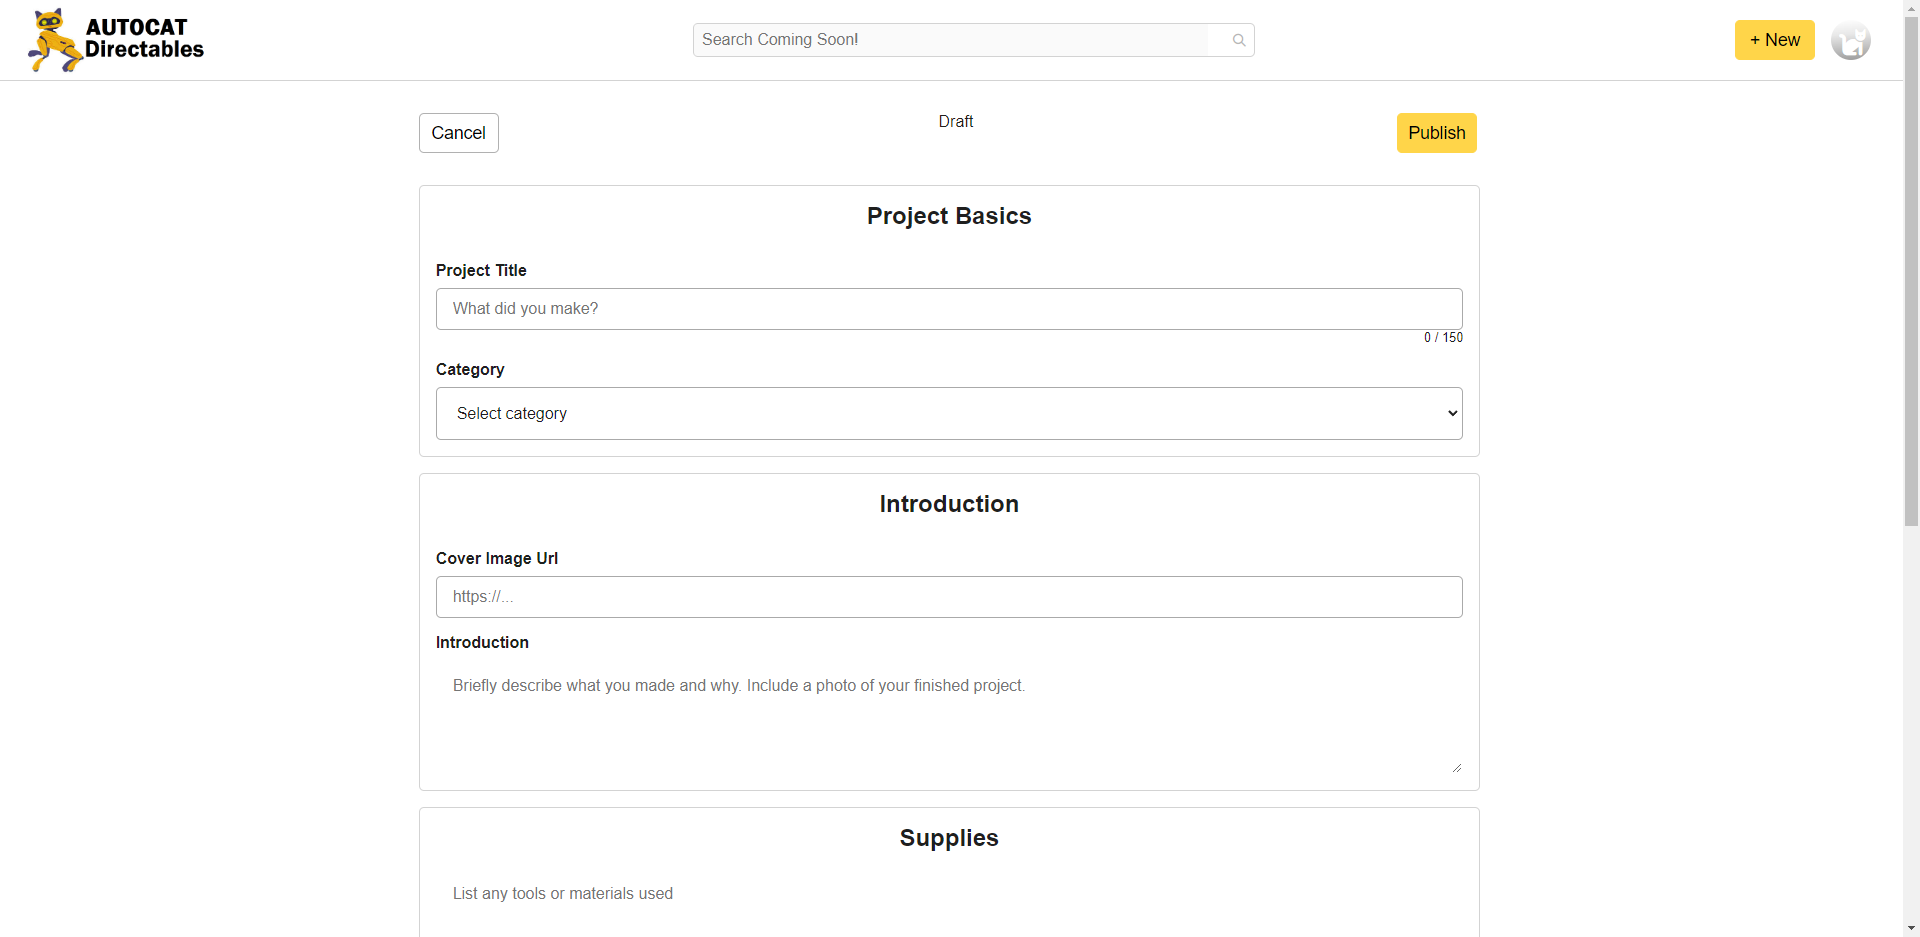 AUTOCAT
Directables
Search Coming Soon!
+ New
Cancel
Draft
Publish
Project Basics
Project Title
What did you make?
0 / 150
Category
Select category
Introduction
Cover Image Url
https://...
Introduction
Briefly describe what you made and why. Include a photo of your finished project.
Supplies
List any tools or materials used